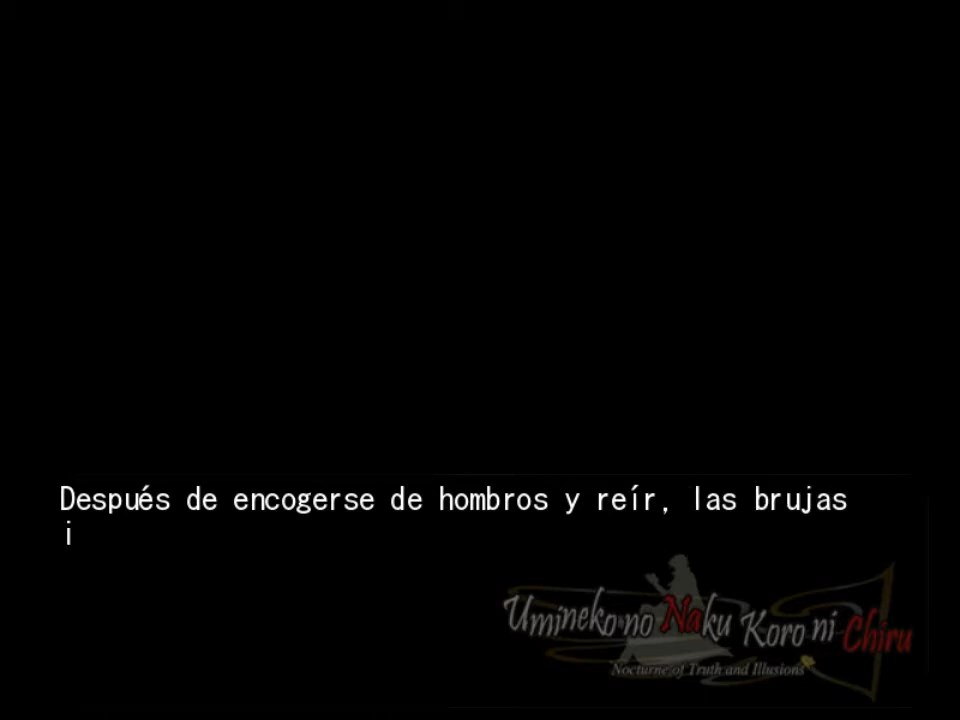 Después de encogerse de hombros y reír, las brujas
i
Umineko no Naku Koro ni Chiru
Nocturne of Truth and Illusions